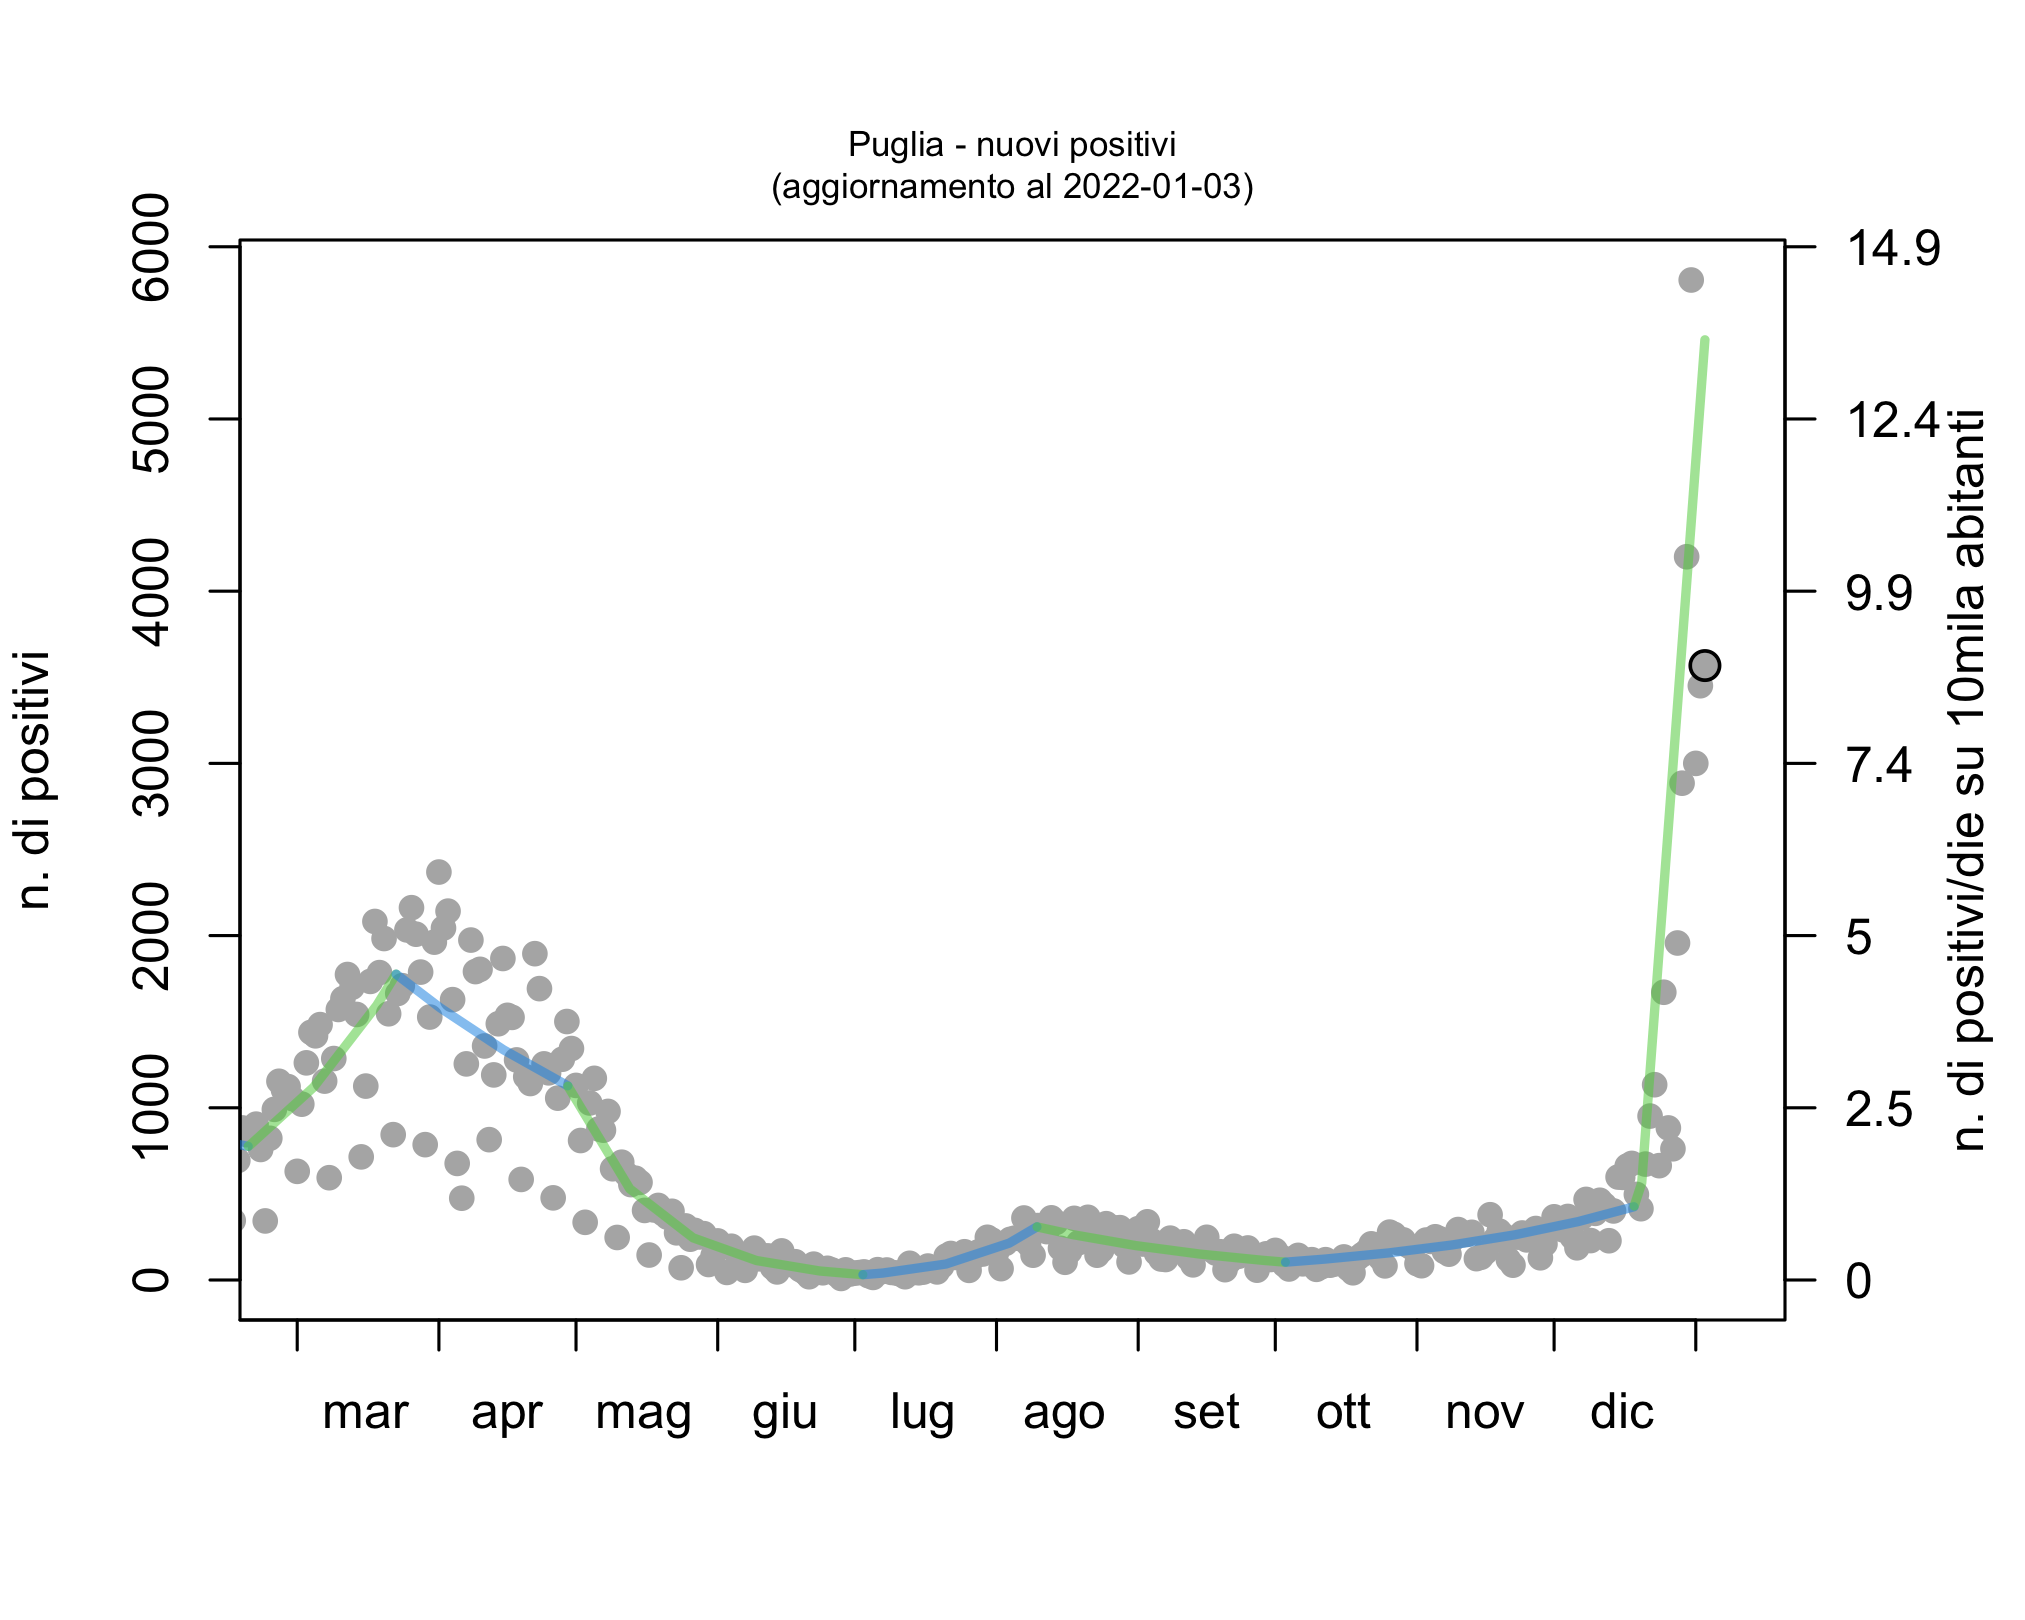 Puglia - nuovi positivi
(aggiornamento al 2022-01-03)
n. di positivi
6000
5000
4000
3000
2000
1000
0
14.9
12.4
9.9
7.4
5
2.5
0
n. di positivi/die su 10mila abitanti
mar apr mag giu lug ago set ott nov dic